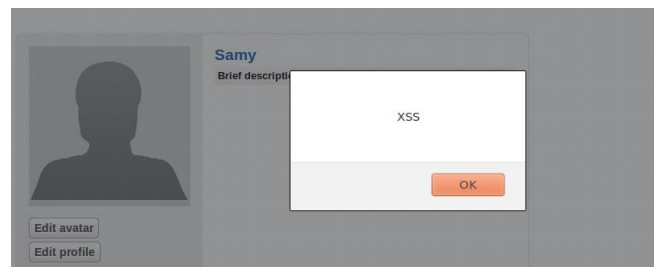 Samy
Brief descripti
XSS
OK
Edit avatar
Edit profile